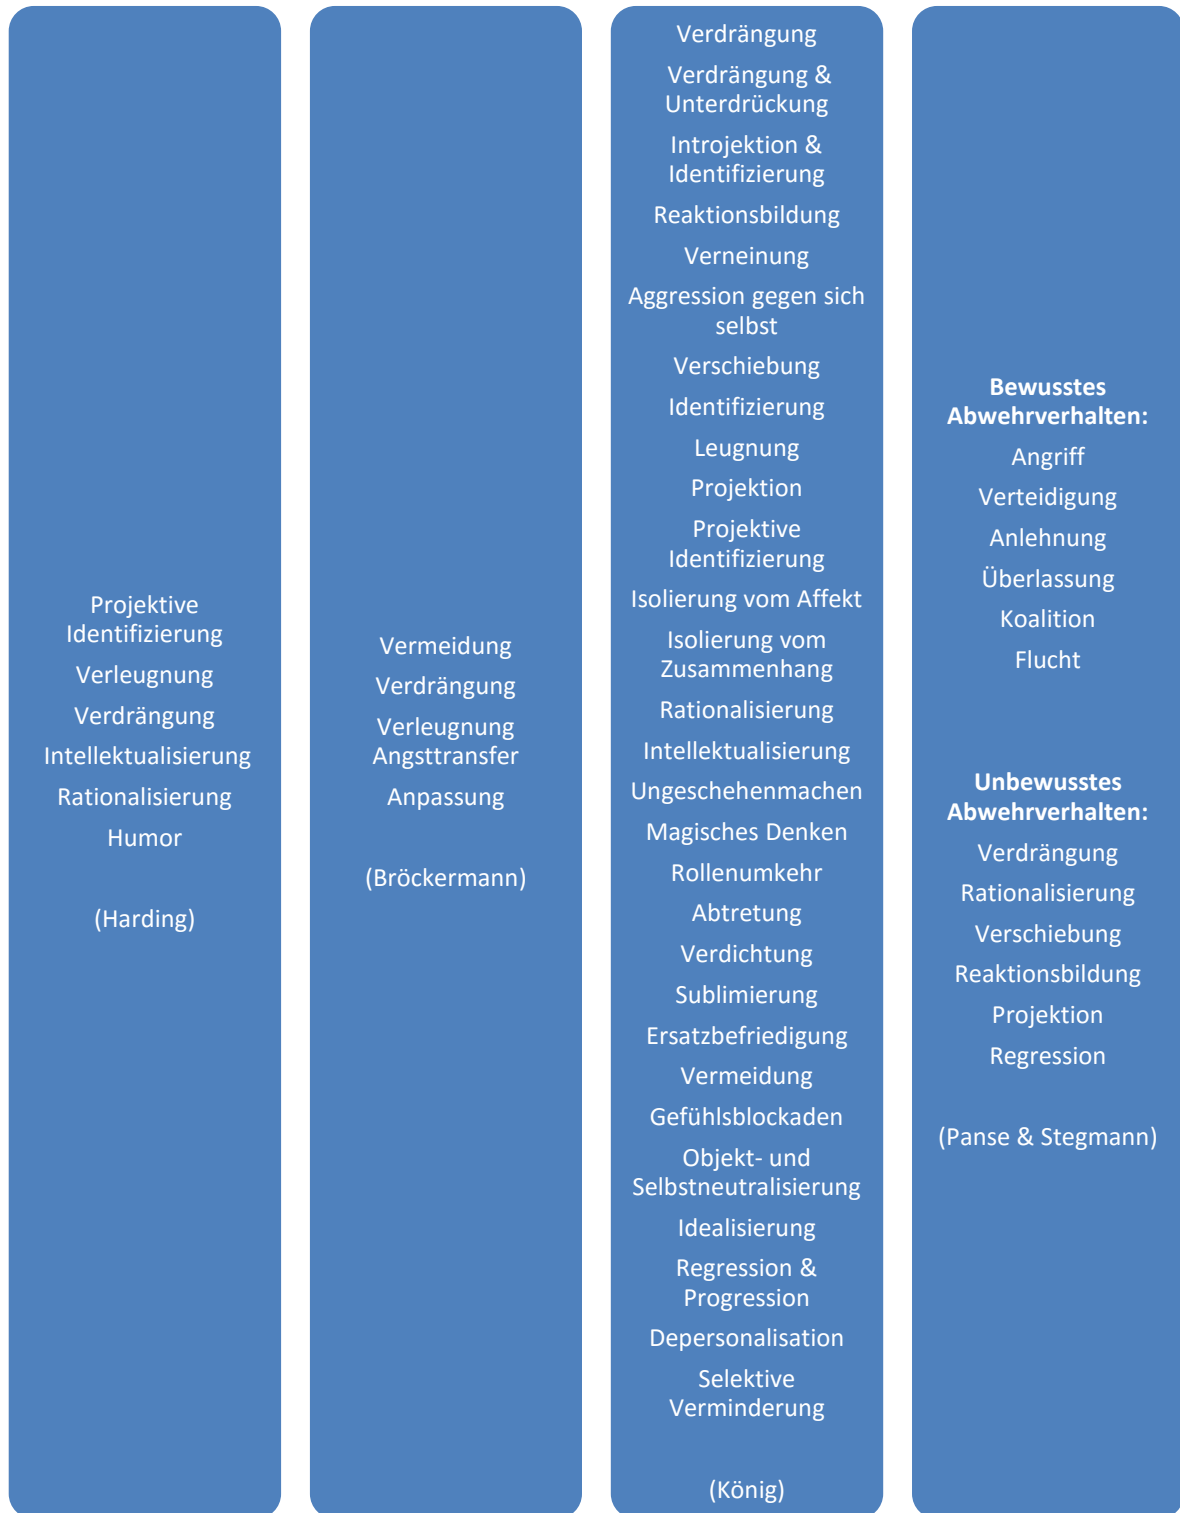 Projektive
Identifizierung
Verleugnung
Verdrängung
Intellektualisierung
Rationalisierung
Humor
(Harding)
Vermeidung
Verdrängung
Verleugnung
Angsttransfer
Anpassung
(Bröckermann)
Verdrängung
Verdrängung &
Unterdrückung
Introjektion &
Identifizierung
Reaktionsbildung
Verneinung
Aggression gegen sich
selbst
Verschiebung
Identifizierung
Leugnung
Projektion
Projektive
Identifizierung
Isolierung vom Affekt
Isolierung vom
Zusammenhang
Rationalisierung
Intellektualisierung
Ungeschehenmachen
Magisches Denken
Rollenumkehr
Abtretung
Verdichtung
Sublimierung
Ersatzbefriedigung
Vermeidung
Gefühlsblockaden
Objekt- und
Selbstneutralisierung
Idealisierung
Regression &
Progression
Depersonalisation
Selektive
Verminderung
(König)
Bewusstes
Abwehrverhalten:
Angriff
Verteidigung
Anlehnung
Überlassung
Koalition
Flucht
Unbewusstes
Abwehrverhalten:
Verdrängung
Rationalisierung
Verschiebung
Reaktionsbildung
Projektion
Regression
(Panse & Stegmann)